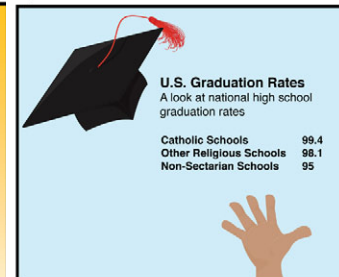 U.S. Graduation Rates
A look at national high school
graduation rates
Catholic Schools 99.4
Other Religious Schools 98.1
Non-Sectarian Schools 95